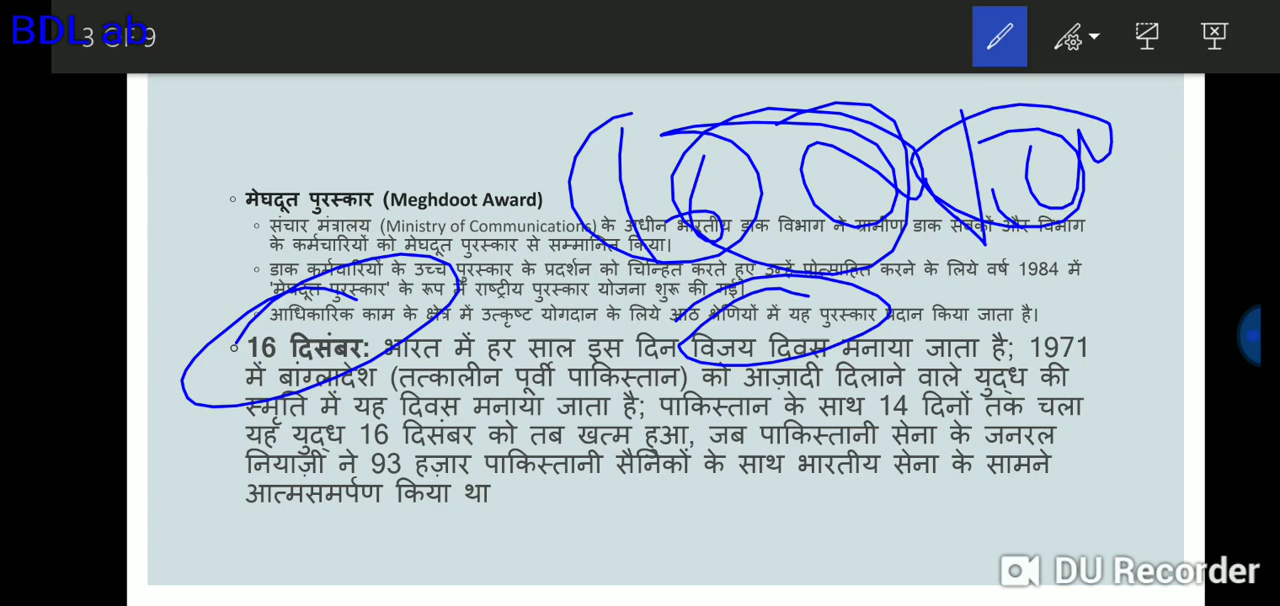 BDL ab
3 OF 9
मेघदूत पुरस्कार (Meghdoot Award)
संचार मंत्रालय (Ministry of Communications) के अधीन भारतीय डाक विभाग ने ग्रामीण डाक सेवकों और विभाग
के कर्मचारियों को मेघदूत पुरस्कार से सम्मानित किया।
डाक कर्मचारियों के उच्च पुरस्कार के प्रदर्शन को चिन्हित करते हुए उन्हें प्रोत्साहित करने के लिये वर्ष 1984 में
'मेघदूत पुरस्कार' के रूप में राष्ट्रीय पुरस्कार योजना शुरू की गई।
आधिकारिक काम के क्षेत्र में उत्कृष्ट योगदान के लिये आठ श्रेणियों में यह पुरस्कार प्रदान किया जाता है।
16 दिसंबर: भारत में हर साल इस दिन विजय दिवस मनाया जाता है; 1971
में बांग्लादेश (तत्कालीन पूर्वी पाकिस्तान) को आज़ादी दिलाने वाले युद्ध की
स्मृति में यह दिवस मनाया जाता है; पाकिस्तान के साथ 14 दिनों तक चला
यह युद्ध 16 दिसंबर को तब खत्म हुआ, जब पाकिस्तानी सेना के जनरल
नियाज़ी ने 93 हज़ार पाकिस्तानी सैनिकों के साथ भारतीय सेना के सामने
आत्मसमर्पण किया था
DU Recorder